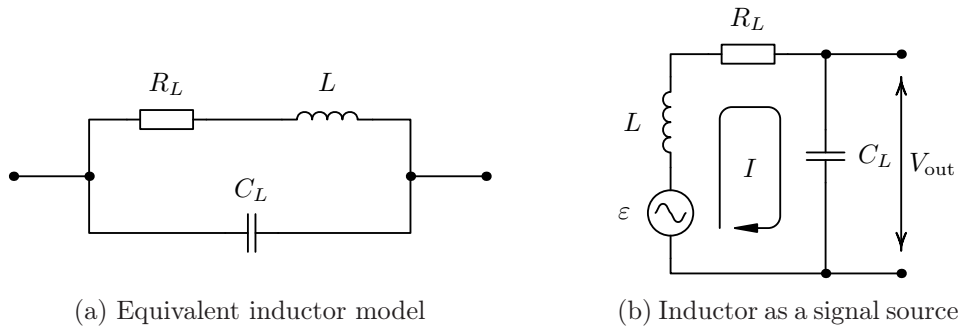 R_L
L
C_L
(a) Equivalent inductor model
R_L
L
I
C_L
V_out
ε
(b) Inductor as a signal source